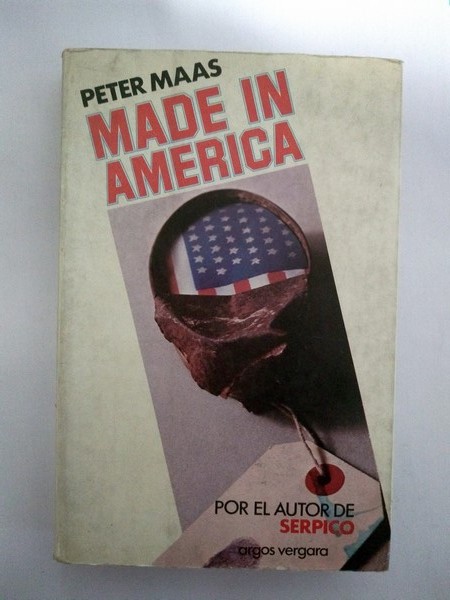 PETER MAAS
MADE IN
AMERICA
POR EL AUTOR DE
SERPICO
argos vergara